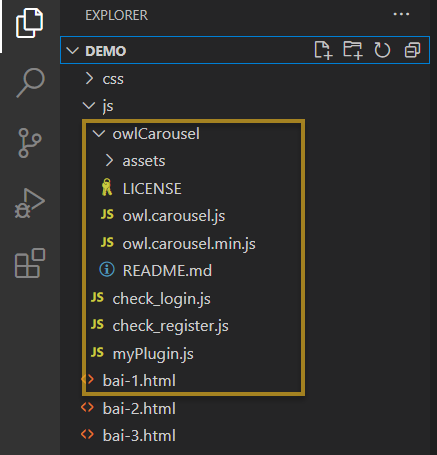 EXPLORER
DEMO
css
js
owlCarousel
assets
LICENSE
JS owl.carousel.js
JS owl.carousel.min.js
README.md
JS check_login.js
JS check_register.js
JS myPlugin.js
bai-1.html
bai-2.html
bai-3.html